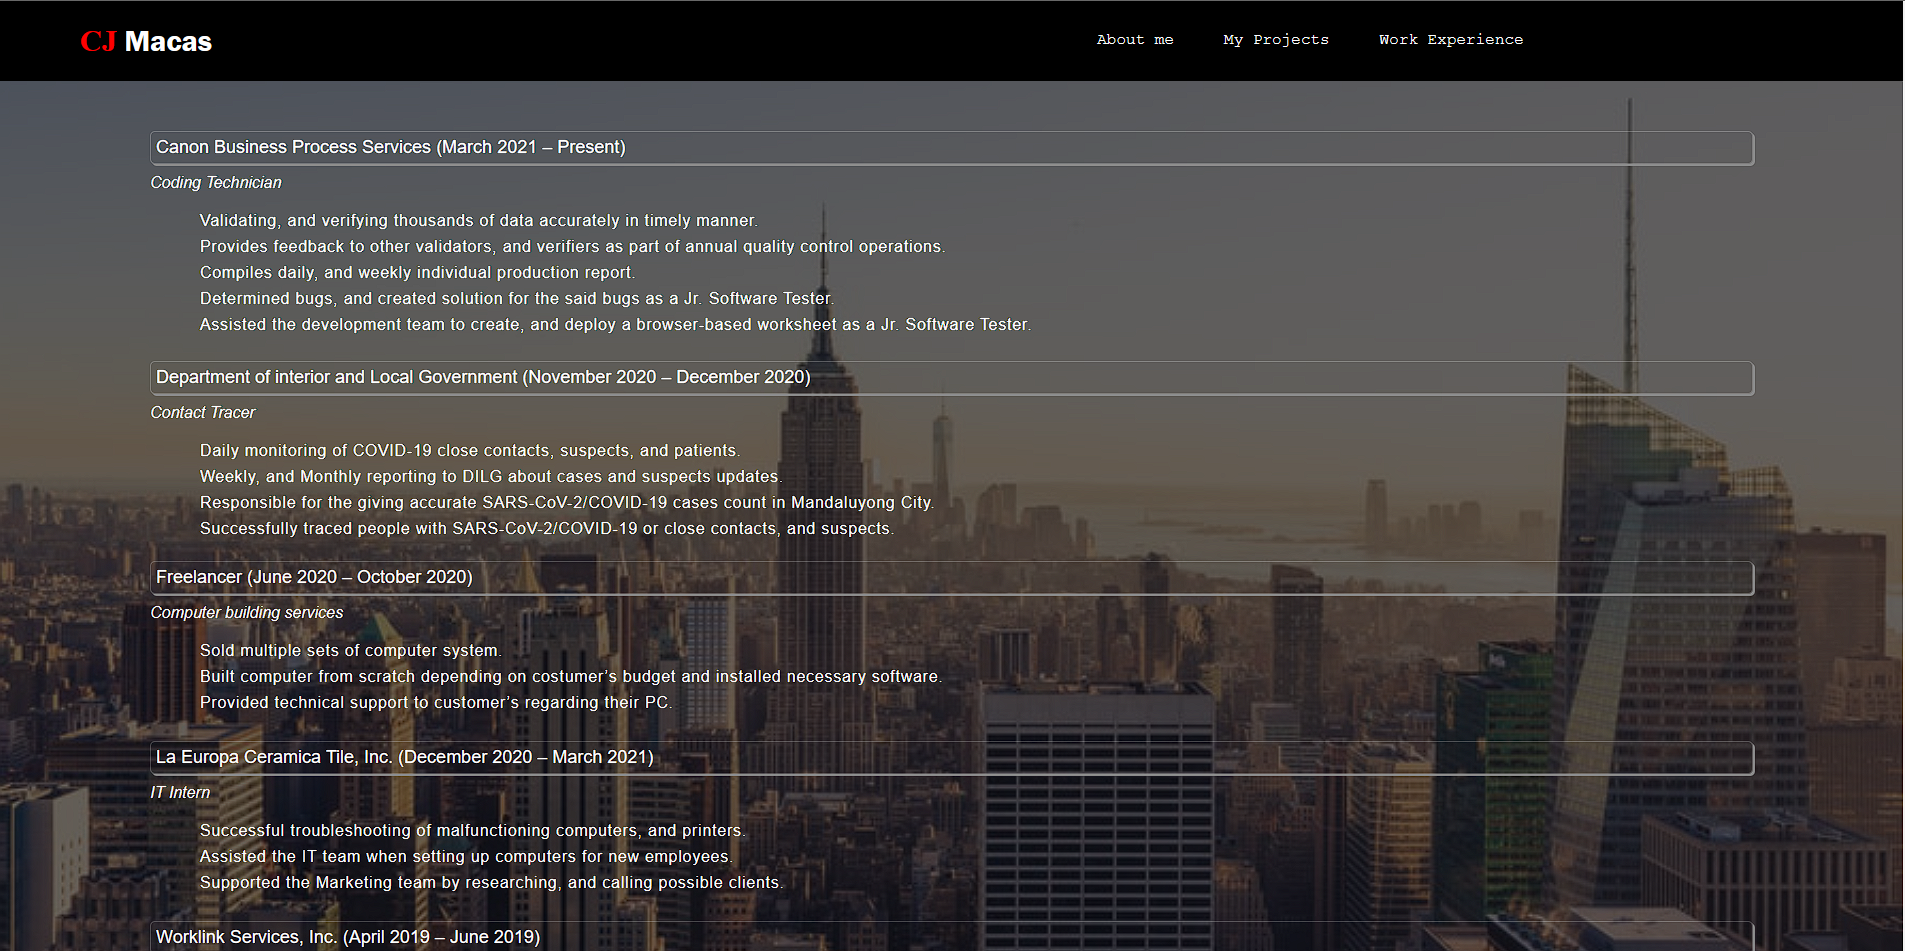 CJ Macas
About me
My Projects
Work Experience
Canon Business Process Services (March 2021 – Present)
Coding Technician
Validating, and verifying thousands of data accurately in timely manner.
Provides feedback to other validators, and verifiers as part of annual quality control operations.
Compiles daily, and weekly individual production report.
Determined bugs, and created solution for the said bugs as a Jr. Software Tester.
Assisted the development team to create, and deploy a browser-based worksheet as a Jr. Software Tester.
Department of interior and Local Government (November 2020 – December 2020)
Contact Tracer
Daily monitoring of COVID-19 close contacts, suspects, and patients.
Weekly, and Monthly reporting to DILG about cases and suspects updates.
Responsible for the giving accurate SARS-CoV-2/COVID-19 cases count in Mandaluyong City.
Successfully traced people with SARS-CoV-2/COVID-19 or close contacts, and suspects.
Freelancer (June 2020 – October 2020)
Computer building services
Sold multiple sets of computer system.
Built computer from scratch depending on costumer’s budget and installed necessary software.
Provided technical support to customer’s regarding their PC.
La Europa Ceramica Tile, Inc. (December 2020 – March 2021)
IT Intern
Successful troubleshooting of malfunctioning computers, and printers.
Assisted the IT team when setting up computers for new employees.
Supported the Marketing team by researching, and calling possible clients.
Worklink Services, Inc. (April 2019 – June 2019)